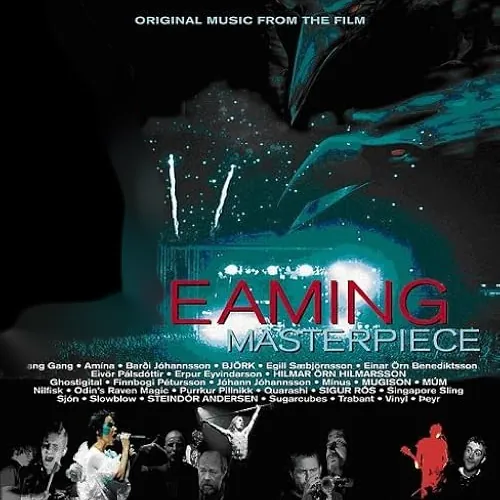 ORIGINAL MUSIC FROM THE FILM
EAMING
MASTERPIECE
ang Gang • Amína • Barði Jóhannsson • BJÖRK • Egill Sæbjörnsson • Einar Örn Benediktsson
Eivör Pálsdóttir • Erpur Eyvindarson • HILMAR ÖRN HILMARSSON
Ghostigital • Finnbogi Pétursson • Jóhann Jóhannsson • Mínus • MUGISON • MÚM
Nilfisk • Odin's Raven Magic • Purrkur Pillnikk • Quarashi • SIGUR RÓS • Singapore Sling
Sjón • Slowblow • STEINDÓR ANDERSEN • Sugarcubes • Trabant • Vinyl • Þeyr